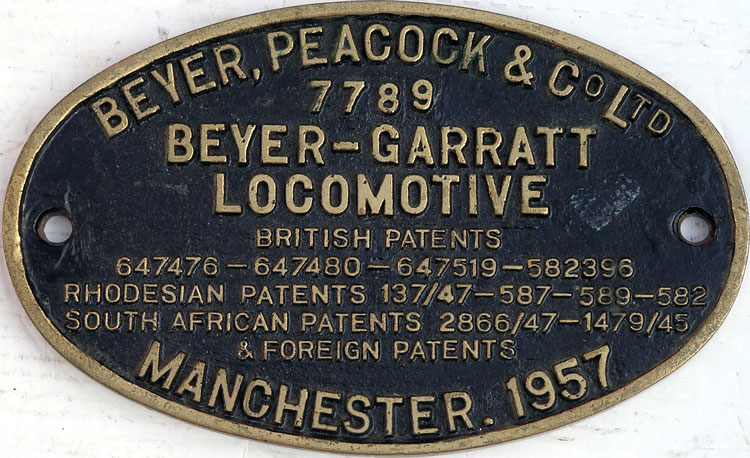 BEYER, PEACOCK & CO LTD
7789
BEYER-GARRATT
LOCOMOTIVE
BRITISH PATENTS
647476-647480-647519-582396
RHODESIAN PATENTS 137/47-587-589-582
SOUTH AFRICAN PATENTS 2866/47-1479/45
& FOREIGN PATENTS
MANCHESTER. 1957